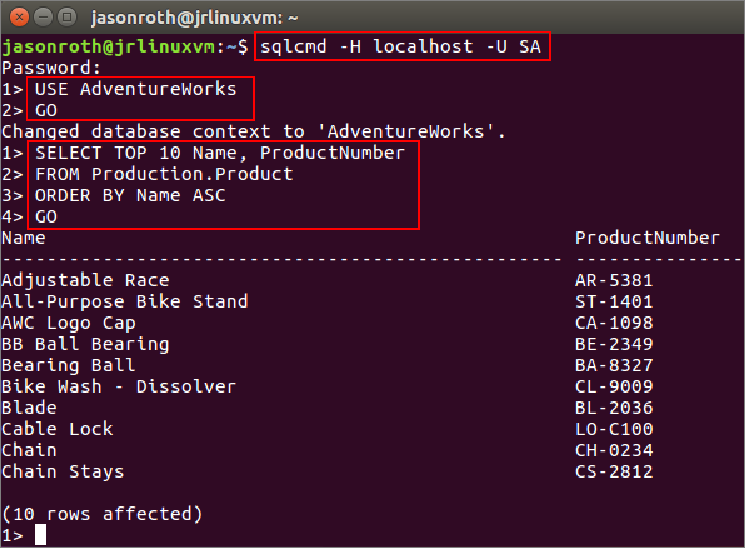 jasonroth@jrlinuxvm: ~
jasonroth@jrlinuxvm:~$ sqlcmd -H localhost -U SA
Password:
1> USE AdventureWorks
2> GO
Changed database context to 'AdventureWorks'.
1> SELECT TOP 10 Name, ProductNumber
2> FROM Production.Product
3> ORDER BY Name ASC
4> GO
Name                                               ProductNumber
-------------------------------------------------- ---------------
Adjustable Race                                    AR-5381
All-Purpose Bike Stand                             ST-1401
AWC Logo Cap                                       CA-1098
BB Ball Bearing                                    BE-2349
Bearing Ball                                       BA-8327
Bike Wash - Dissolver                              CL-9009
Blade                                              BL-2036
Cable Lock                                         LO-C100
Chain                                              CH-0234
Chain Stays                                        CS-2812
(10 rows affected)
1>